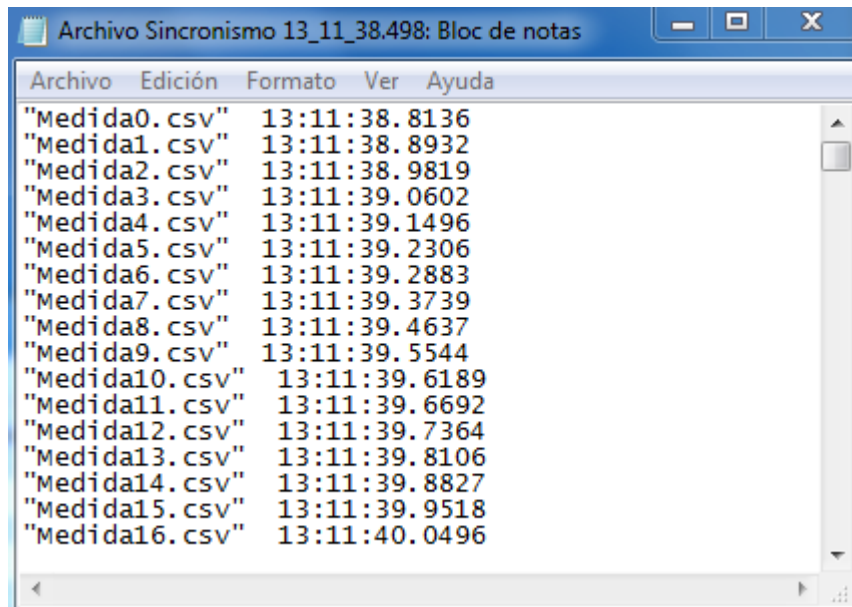 Archivo Sincronismo 13_11_38.498: Bloc de notas
Archivo Edición Formato Ver Ayuda
"Medida0.csv" 13:11:38.8136
"Medida1.csv" 13:11:38.8932
"Medida2.csv" 13:11:38.9819
"Medida3.csv" 13:11:39.0602
"Medida4.csv" 13:11:39.1496
"Medida5.csv" 13:11:39.2306
"Medida6.csv" 13:11:39.2883
"Medida7.csv" 13:11:39.3739
"Medida8.csv" 13:11:39.4637
"Medida9.csv" 13:11:39.5544
"Medida10.csv" 13:11:39.6189
"Medida11.csv" 13:11:39.6692
"Medida12.csv" 13:11:39.7364
"Medida13.csv" 13:11:39.8106
"Medida14.csv" 13:11:39.8827
"Medida15.csv" 13:11:39.9518
"Medida16.csv" 13:11:40.0496